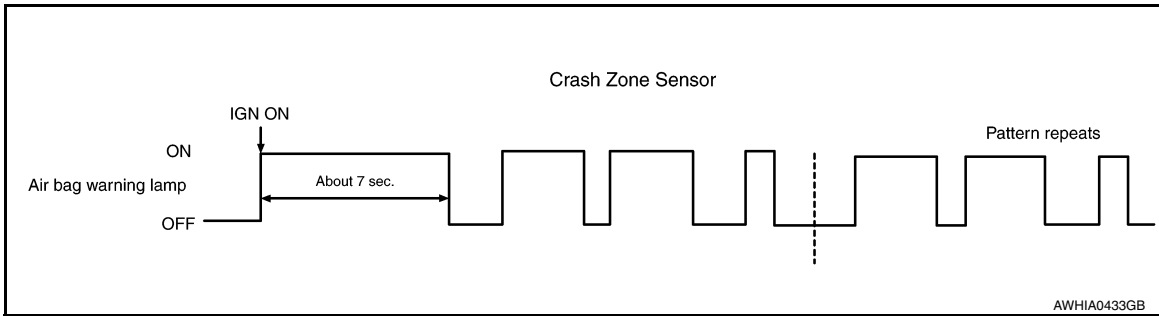 Crash Zone Sensor
IGN ON
Pattern repeats
ON
About 7 sec.
Air bag warning lamp
OFF
AWHIA0433GB